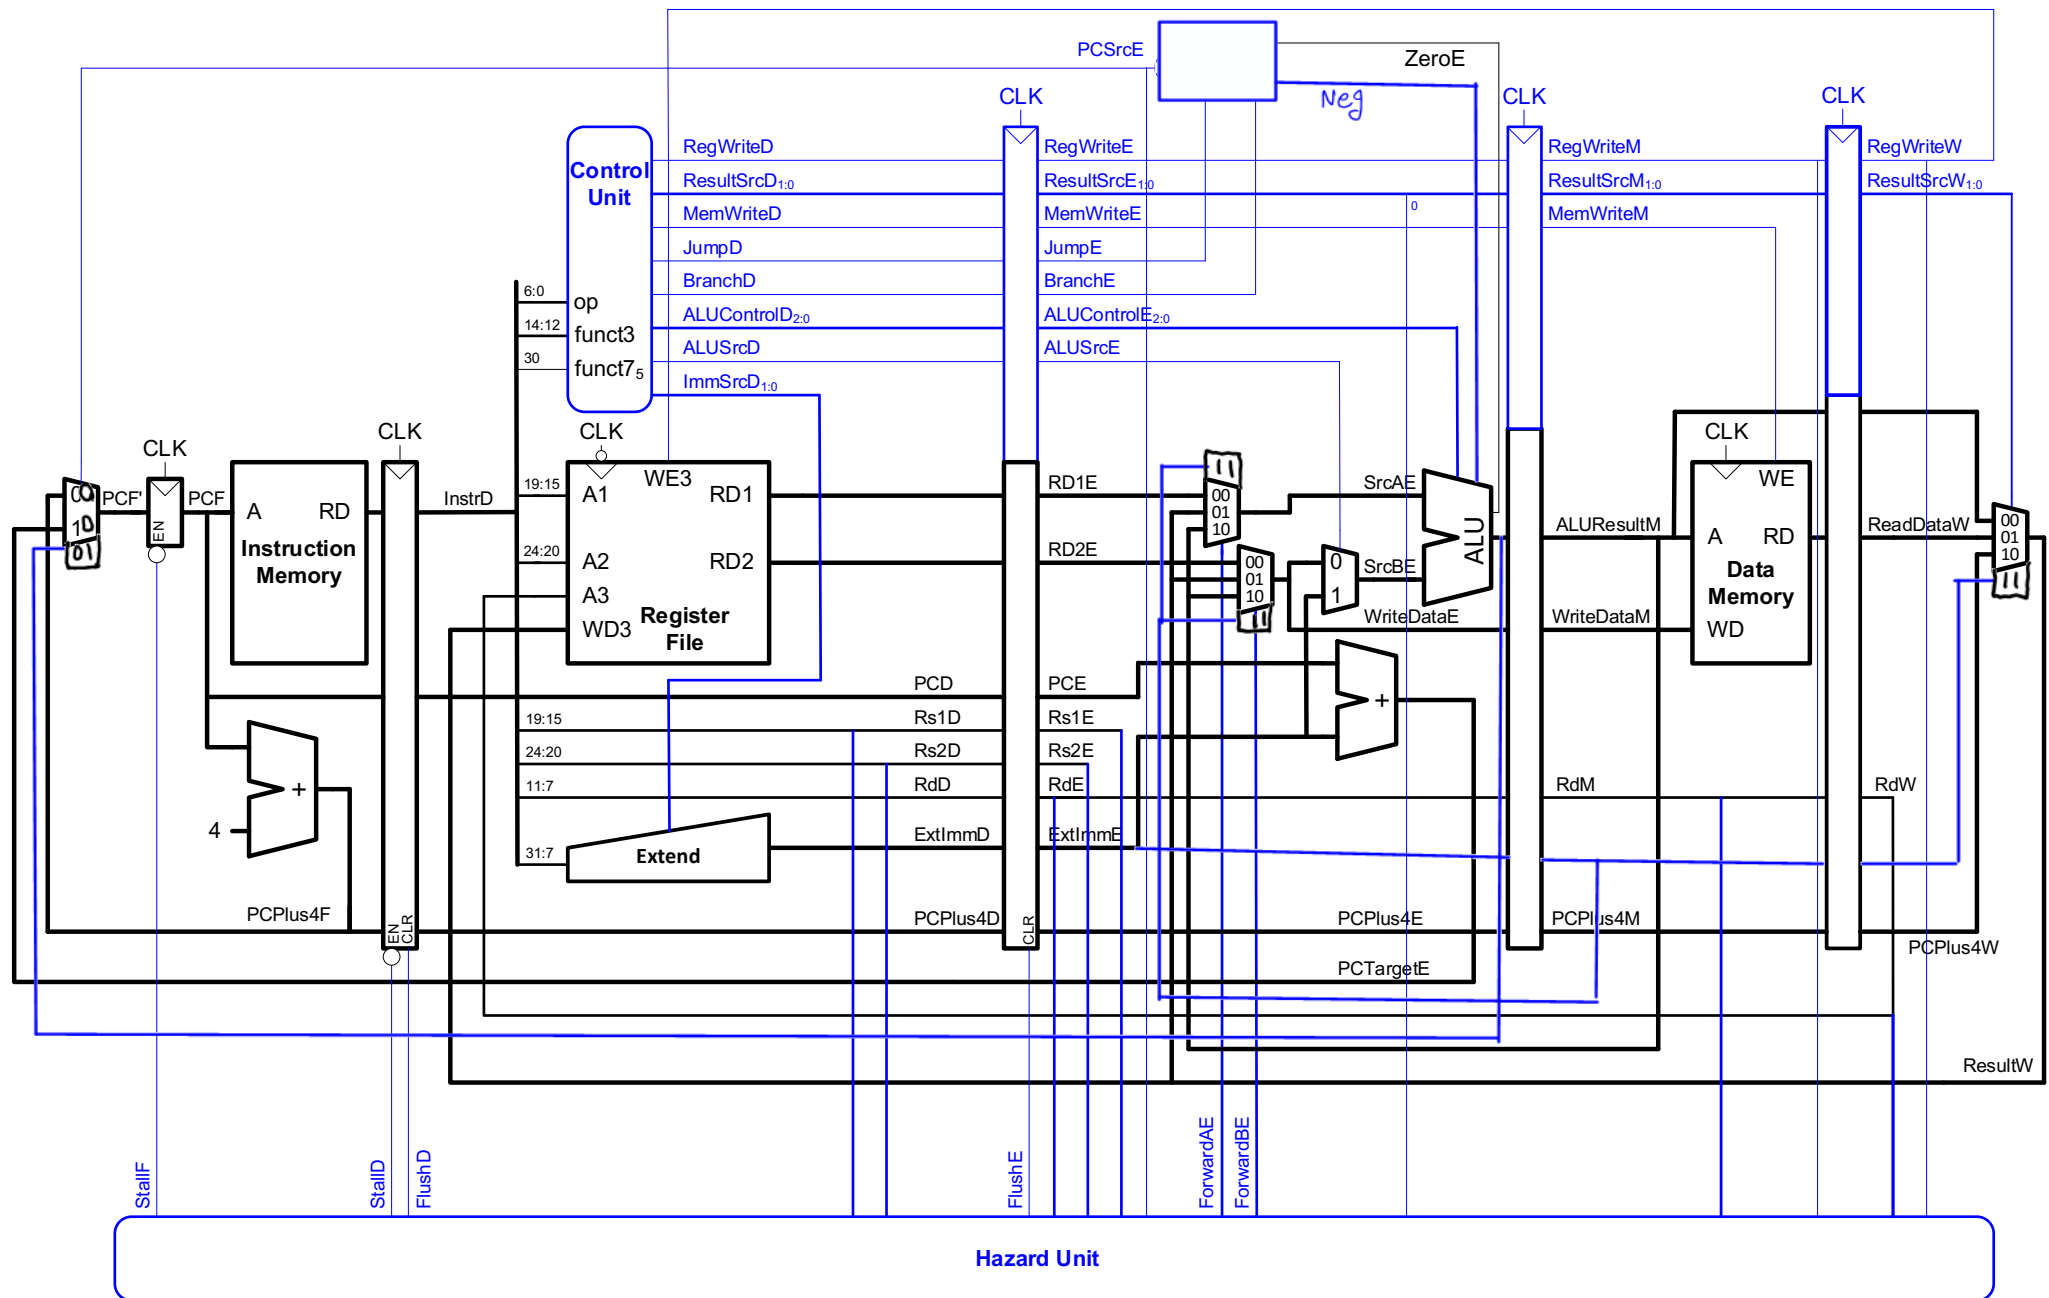 PCSrcE
ZeroE
Neg
CLK
CLK
CLK
Control
Unit
RegWriteD
ResultSrcD1:0
MemWriteD
JumpD
BranchD
ALUControlD2:0
ALUSrcD
ImmSrcD1:0
RegWriteE
ResultSrcE1:0
MemWriteE
JumpE
BranchE
ALUControlE2:0
ALUSrcE
0
RegWriteM
ResultSrcM1:0
MemWriteM
RegWriteW
ResultSrcW1:0
6:0
op
14:12
funct3
30
funct75
CLK
CLK
CLK
CLK
00
10
01
PCF'
EN
PCF
A
RD
Instruction
Memory
InstrD
19:15
A1
WE3
RD1
24:20
A2
RD2
A3
WD3
Register
File
RD1E
RD2E
11
00
01
10
00
01
10
11
0
1
SrcAE
SrcBE
ALU
WriteDataE
ALUResultM
WriteDataM
A
RD
WE
Data
Memory
WD
ReadDataW
00
01
10
11
PCD
PCE
19:15
Rs1D
Rs1E
24:20
Rs2D
Rs2E
11:7
RdD
RdE
RdM
RdW
+
4
+
31:7
Extend
ExtImmD
ExtImmE
PCPlus4F
EN
CLR
PCPlus4D
CLR
PCPlus4E
PCPlus4M
PCPlus4W
PCTargetE
ResultW
StallF
StallD
FlushD
FlushE
ForwardAE
ForwardBE
Hazard Unit